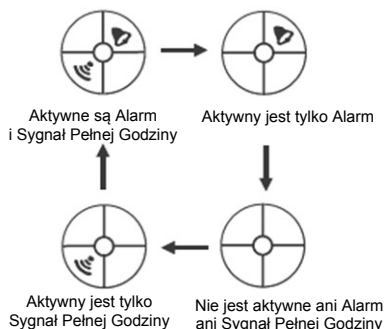 Aktywne są Alarm
i Sygnał Pełnej Godziny
Aktywny jest tylko Alarm
Aktywny jest tylko
Sygnał Pełnej Godziny
Nie jest aktywne ani Alarm
ani Sygnał Pełnej Godziny